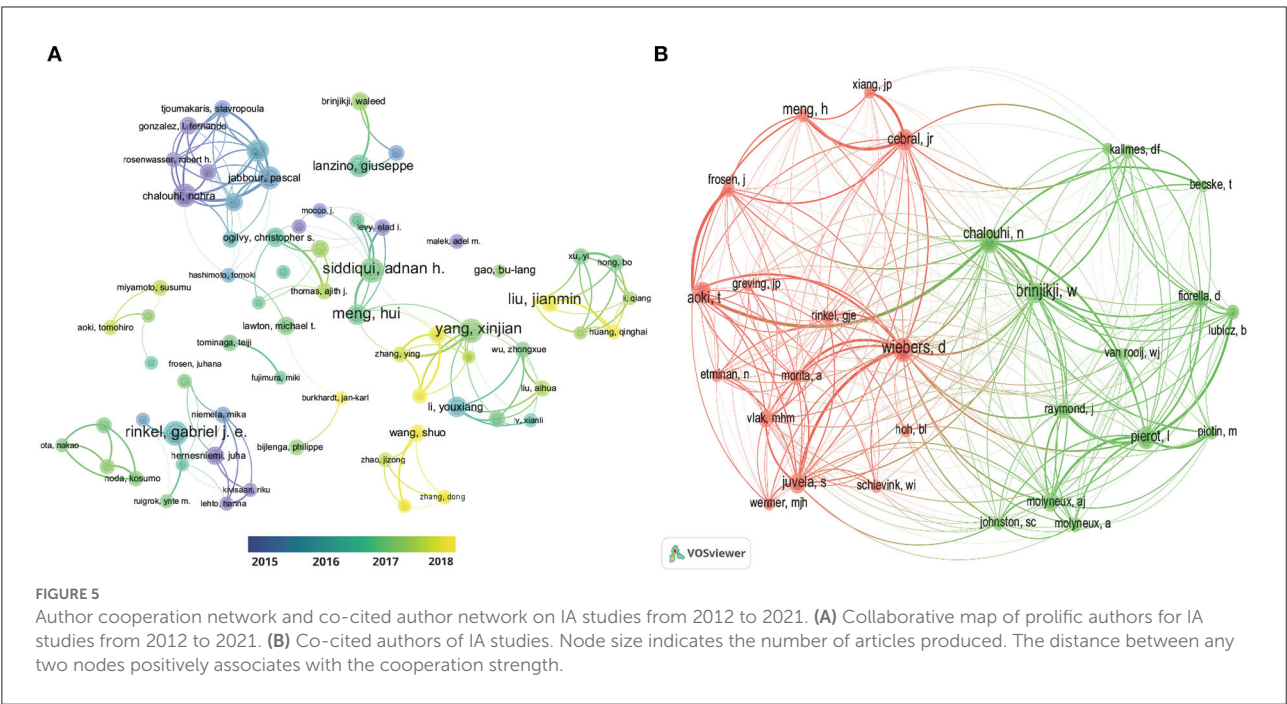 A
tjoumakaris, stavropoula
gonzalez, l. fernando
rosenwasser, robert h.
jabbour, pascal
chalouhi, nohra
brinjikji, waleed
lanzino, giuseppe
mocco, j.
levy, elad i.
ogilvy, christopher s.
malek, adel m.
siddiqui, adnan h.
hashimoto, tomoki
thomas, ajith j.
gao, bu-lang
xu, yi
hong, bo
li, qiang
liu, jianmin
huang, qinghai
miyamoto, susumu
aoki, tomohiro
meng, hui
lawton, michael t.
yang, xinjian
tominaga, teiji
zhang, ying
wu, zhongxue
frosen, juhana
fujimura, miki
liu, aihua
burkhardt, jan-karl
li, youxiang
lv, xianli
niemela, mika
rinkel, gabriel j. e.
wang, shuo
ota, nakao
hernesniemi, juha
bijlenga, philippe
zhao, jizong
noda, kosumo
kivisaari, riku
ruigrok, ynte m.
lehto, hanna
zhang, dong
2015 2016 2017 2018
B
xiang, jp
meng, h
cebral, jr
kallmes, df
frosen, j
becske, t
chalouhi, n
greving, jp
aoki, t
brinjikji, w
fiorella, d
rinkel, gje
lubicz, b
wiebers, d
van rooij, wj
etminan, n
morita, a
vlak, mhm
raymond, j
hoh, bl
pierot, l
piotin, m
juvela, s
schievink, wi
wermer, mjh
molyneux, aj
johnston, sc
molyneux, a
VOSviewer
FIGURE 5
Author cooperation network and co-cited author network on IA studies from 2012 to 2021. (A) Collaborative map of prolific authors for IA
studies from 2012 to 2021. (B) Co-cited authors of IA studies. Node size indicates the number of articles produced. The distance between any
two nodes positively associates with the cooperation strength.